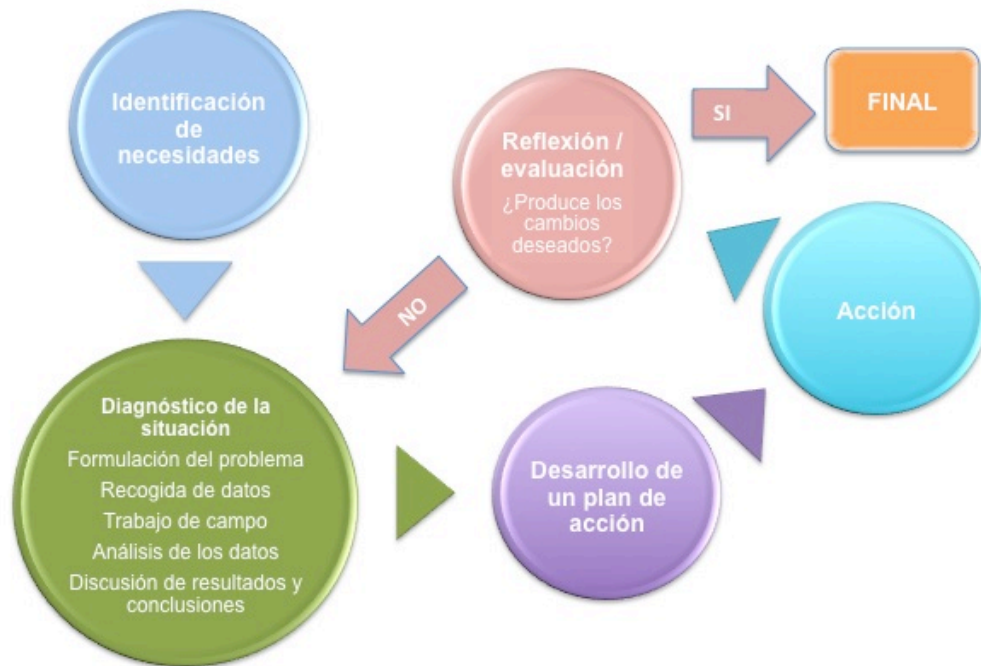 Identificación
de
necesidades
Diagnóstico de la
situación
Formulación del problema
Recogida de datos
Trabajo de campo
Análisis de los datos
Discusión de resultados y
conclusiones
Desarrollo de
un plan de
acción
Acción
Reflexión /
evaluación
¿Produce los
cambios
deseados?
NO
SI
FINAL